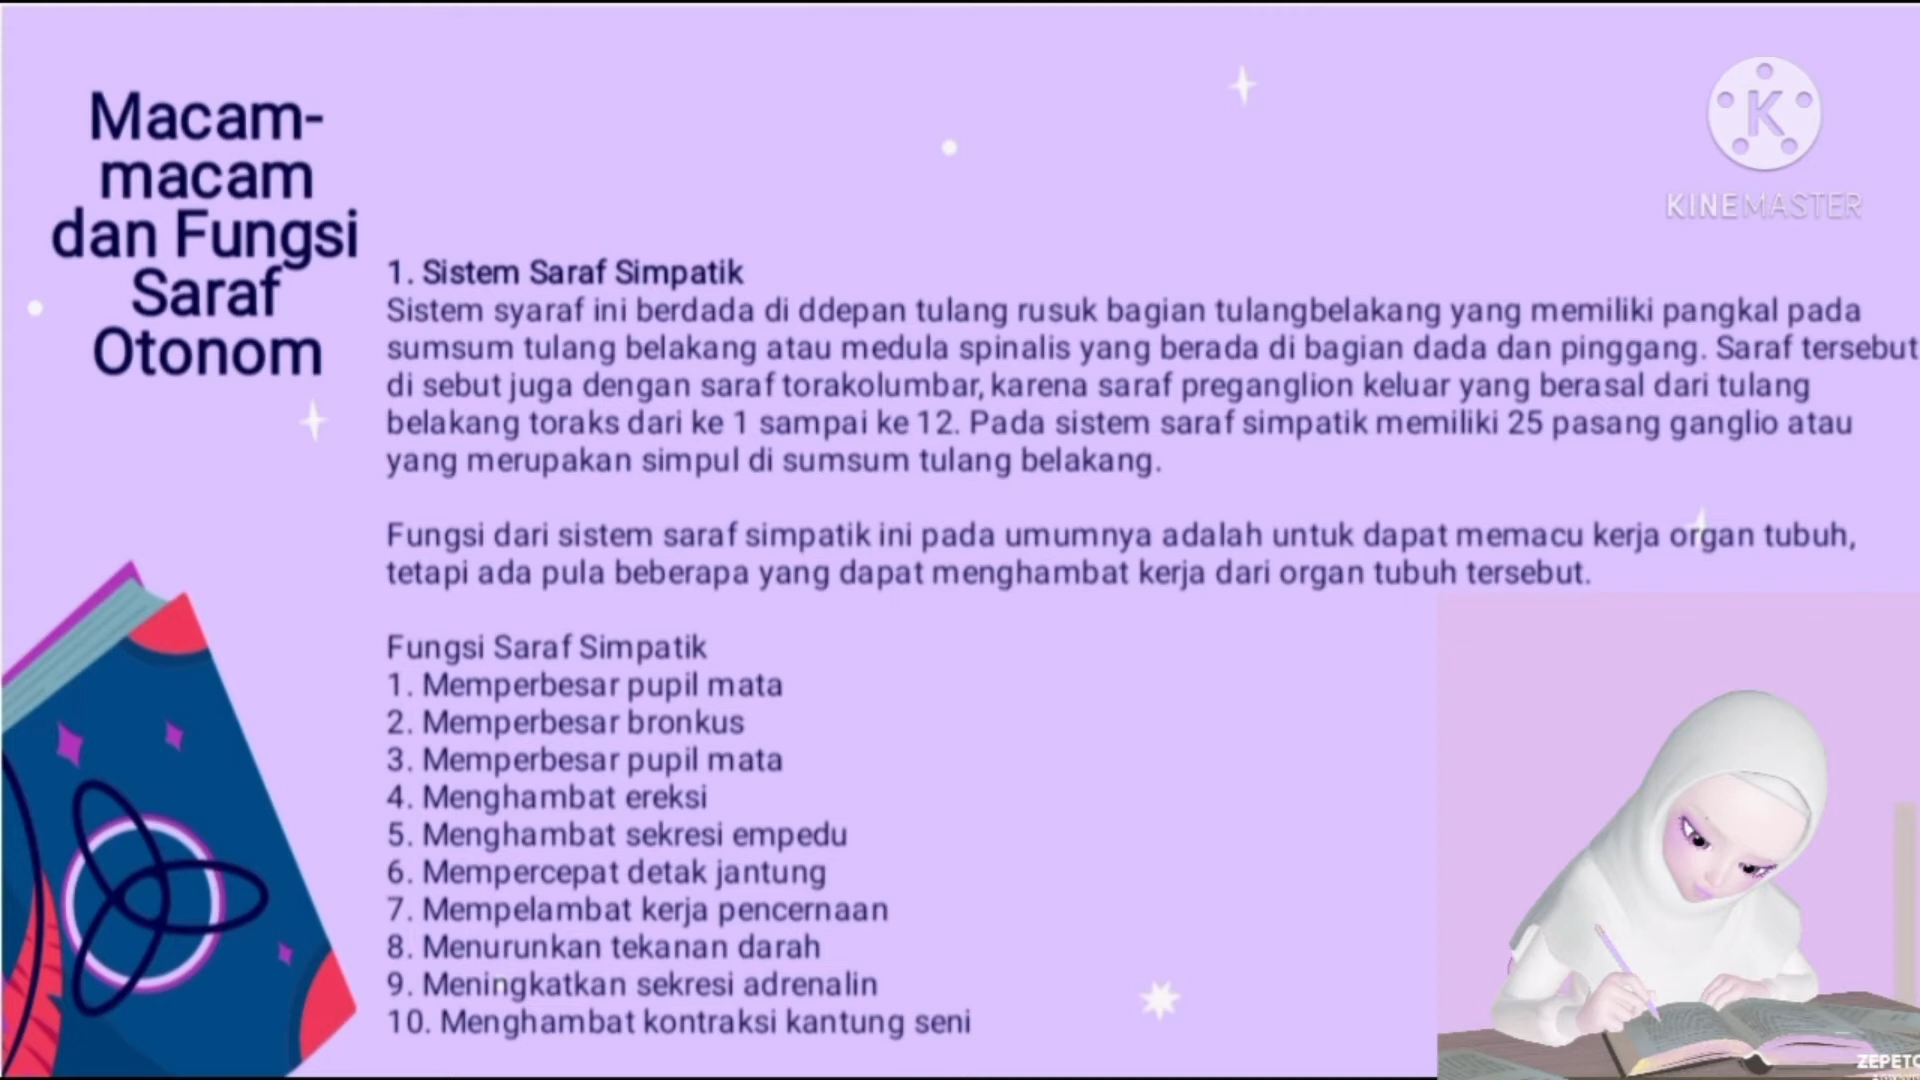 Macam-
macam
dan Fungsi
Saraf
Otonom
KINEMASTER
1. Sistem Saraf Simpatik
Sistem syaraf ini berdada di ddepan tulang rusuk bagian tulangbelakang yang memiliki pangkal pada
sumsum tulang belakang atau medula spinalis yang berada di bagian dada dan pinggang. Saraf tersebut
di sebut juga dengan saraf torakolumbar, karena saraf preganglion keluar yang berasal dari tulang
belakang toraks dari ke 1 sampai ke 12. Pada sistem saraf simpatik memiliki 25 pasang ganglio atau
yang merupakan simpul di sumsum tulang belakang.
Fungsi dari sistem saraf simpatik ini pada umumnya adalah untuk dapat memacu kerja organ tubuh,
tetapi ada pula beberapa yang dapat menghambat kerja dari organ tubuh tersebut.
Fungsi Saraf Simpatik
1. Memperbesar pupil mata
2. Memperbesar bronkus
3. Memperbesar pupil mata
4. Menghambat ereksi
5. Menghambat sekresi empedu
6. Mempercepat detak jantung
7. Mempelambat kerja pencernaan
8. Menurunkan tekanan darah
9. Meningkatkan sekresi adrenalin
10. Menghambat kontraksi kantung seni
ZEPETO